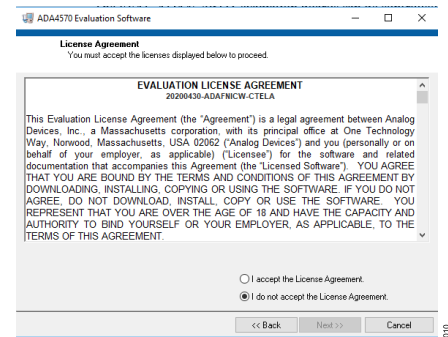 ADA4570 Evaluation Software
License Agreement
You must accept the licenses displayed below to proceed.
EVALUATION LICENSE AGREEMENT
20200430-ADAFNICW-CTELA
This Evaluation License Agreement (the "Agreement") is a legal agreement between Analog
Devices, Inc., a Massachusetts corporation, with its principal office at One Technology
Way, Norwood, Massachusetts, USA 02062 ("Analog Devices") and you (personally or on
behalf of your employer, as applicable) ("Licensee") for the software and related
documentation that accompanies this Agreement (the "Licensed Software"). YOU AGREE
THAT YOU ARE BOUND BY THE TERMS AND CONDITIONS OF THIS AGREEMENT BY
DOWNLOADING, INSTALLING, COPYING OR USING THE SOFTWARE. IF YOU DO NOT
AGREE, DO NOT DOWNLOAD, INSTALL, COPY OR USE THE SOFTWARE. YOU
REPRESENT THAT YOU ARE OVER THE AGE OF 18 AND HAVE THE CAPACITY AND
AUTHORITY TO BIND YOURSELF OR YOUR EMPLOYER, AS APPLICABLE, TO THE
TERMS OF THIS AGREEMENT.
I accept the License Agreement.
I do not accept the License Agreement.
<< Back Next >> Cancel
010